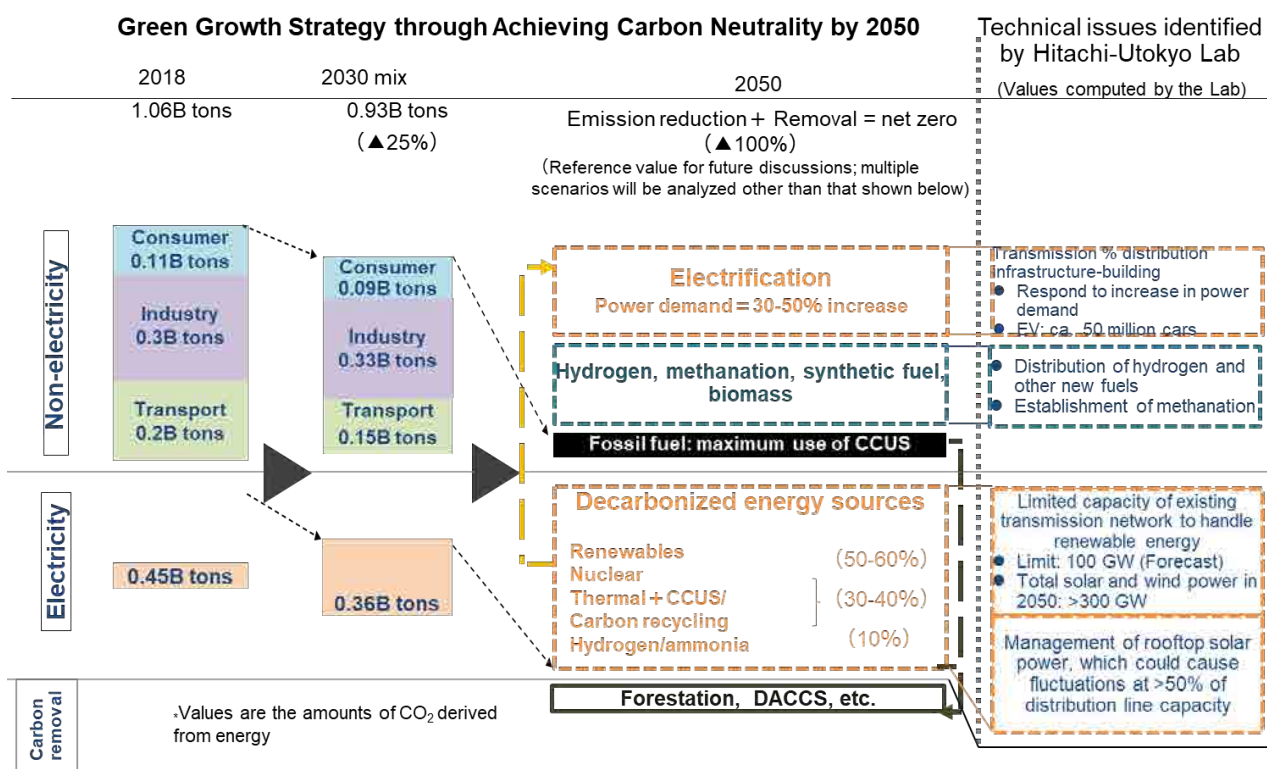 Green Growth Strategy through Achieving Carbon Neutrality by 2050
Technical issues identified
by Hitachi-Utokyo Lab
(Values computed by the Lab)
2018
2030 mix
2050
1.06B tons
0.93B tons
(▲25%)
Emission reduction + Removal = net zero
(▲100%)
(Reference value for future discussions; multiple
scenarios will be analyzed other than that shown below)
Non-electricity
Consumer
0.11B tons
Industry
0.3B tons
Transport
0.2B tons
Consumer
0.09B tons
Industry
0.33B tons
Transport
0.15B tons
Electrification
Power demand = 30-50% increase
Hydrogen, methanation, synthetic fuel,
biomass
Fossil fuel: maximum use of CCUS
Transmission % distribution
infrastructure-building
● Respond to increase in power
demand
● EV: ca. 50 million cars
● Distribution of hydrogen and
other new fuels
● Establishment of methanation
Electricity
0.45B tons
0.36B tons
Decarbonized energy sources
Renewables (50-60%)
Nuclear
Thermal + CCUS/ (30-40%)
Carbon recycling
Hydrogen/ammonia (10%)
Limited capacity of existing
transmission network to handle
renewable energy
● Limit: 100 GW (Forecast)
● Total solar and wind power in
2050: >300 GW
Management of rooftop solar
power, which could cause
fluctuations at >50% of
distribution line capacity
Carbon
removal
*Values are the amounts of CO₂ derived
from energy
Forestation, DACCS, etc.